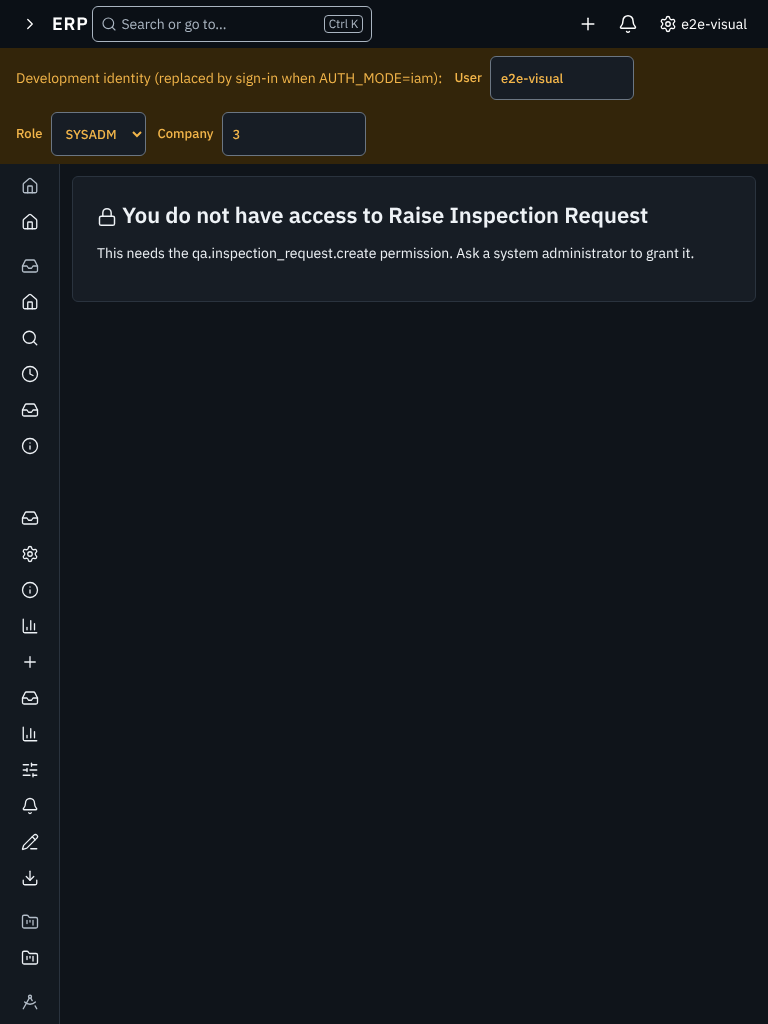 ERP
Search or go to...
Ctrl K
e2e-visual
Development identity (replaced by sign-in when AUTH_MODE=iam):
User
e2e-visual
Role
SYSADM
Company
3
You do not have access to Raise Inspection Request
This needs the qa.inspection_request.create permission. Ask a system administrator to grant it.